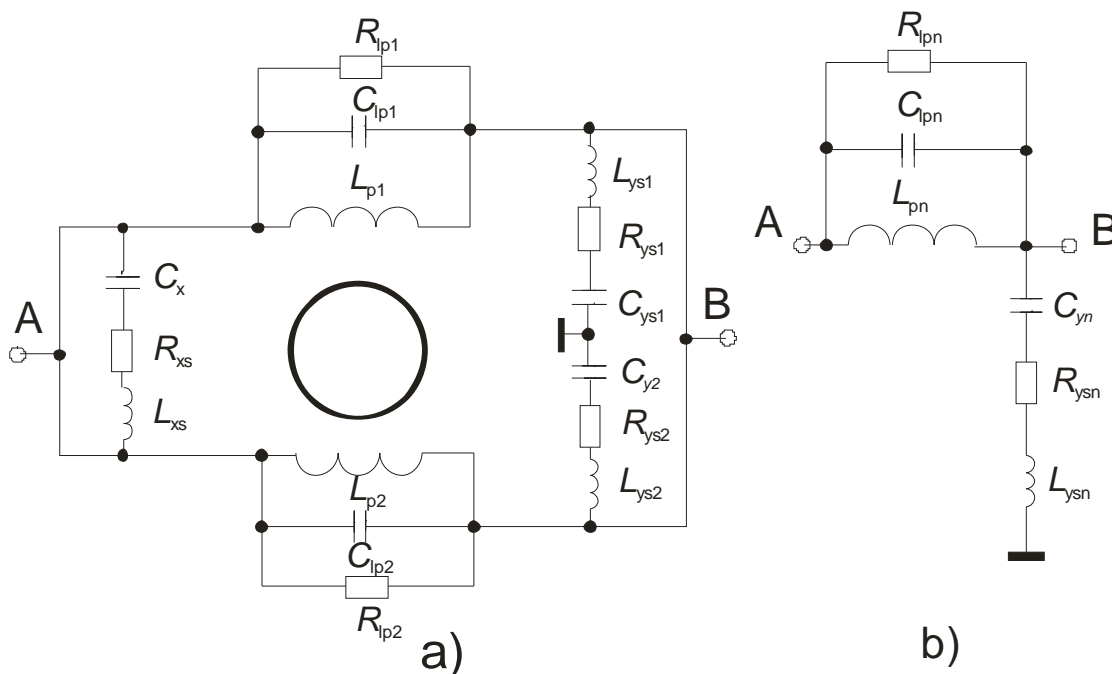 R_lp1
C_lp1
L_p1
C_x
R_xs
L_xs
A
L_ys1
R_ys1
C_ys1
B
C_y2
R_ys2
L_ys2
L_p2
C_lp2
R_lp2
a)
R_lpn
C_lpn
L_pn
A
B
C_yn
R_ysn
L_ysn
b)